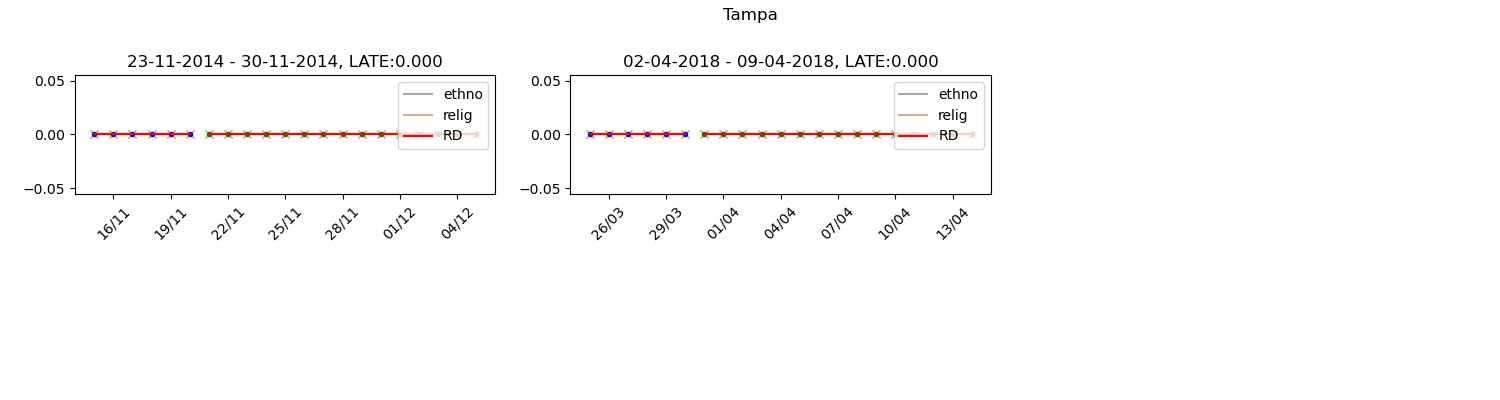 Tampa
23-11-2014 - 30-11-2014, LATE:0.000
0.05
0.00
−0.05
ethno
relig
RD
16/11
19/11
22/11
25/11
28/11
01/12
04/12
02-04-2018 - 09-04-2018, LATE:0.000
0.05
0.00
−0.05
ethno
relig
RD
26/03
29/03
01/04
04/04
07/04
10/04
13/04